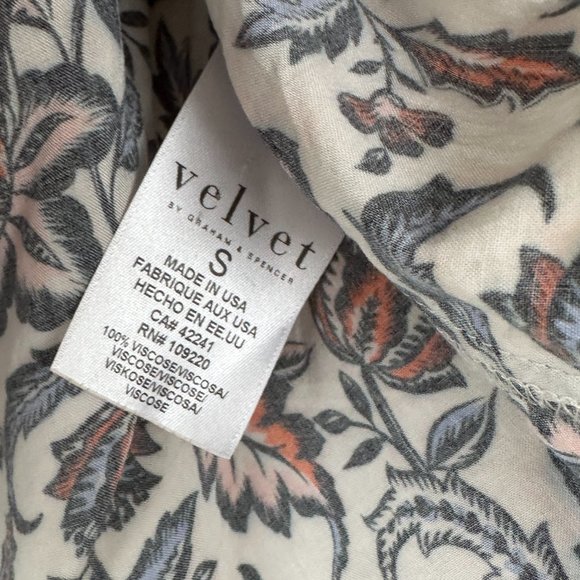 velvet
BY GRAHAM & SPENCER
S
MADE IN USA
FABRIQUE AUX USA
HECHO EN EE.UU
CA# 42241
RN# 109220
100% VISCOSE/VISCOSA/
VISCOSE/VISCOSE/
VISKOSE/VISCOSA/
VISCOSE